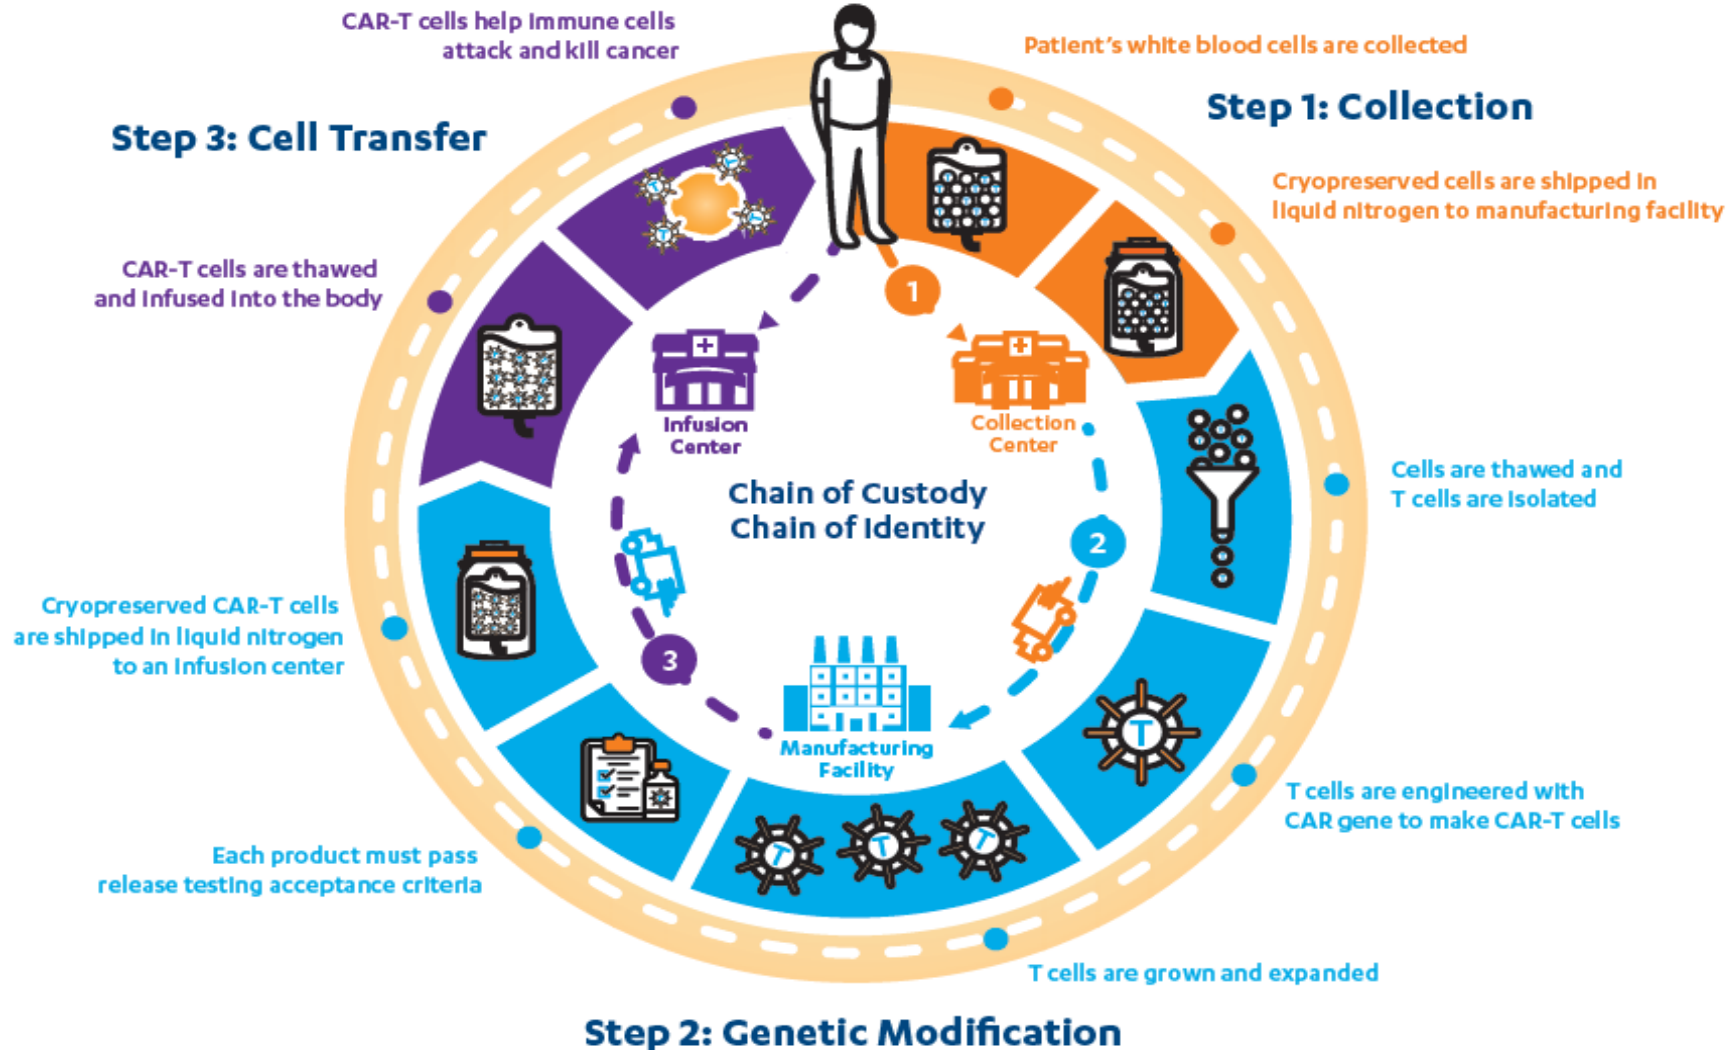 CAR-T cells help immune cells
attack and kill cancer
Patient's white blood cells are collected
Step 1: Collection
Step 3: Cell Transfer
Cryopreserved cells are shipped in
liquid nitrogen to manufacturing facility
CAR-T cells are thawed
and infused into the body
1
Infusion
Center
Collection
Center
Cells are thawed and
T cells are isolated
Chain of Custody
Chain of Identity
2
Cryopreserved CAR-T cells
are shipped in liquid nitrogen
to an infusion center
3
Manufacturing
Facility
T
T cells are engineered with
CAR gene to make CAR-T cells
T
T
T
Each product must pass
release testing acceptance criteria
T cells are grown and expanded
Step 2: Genetic Modification